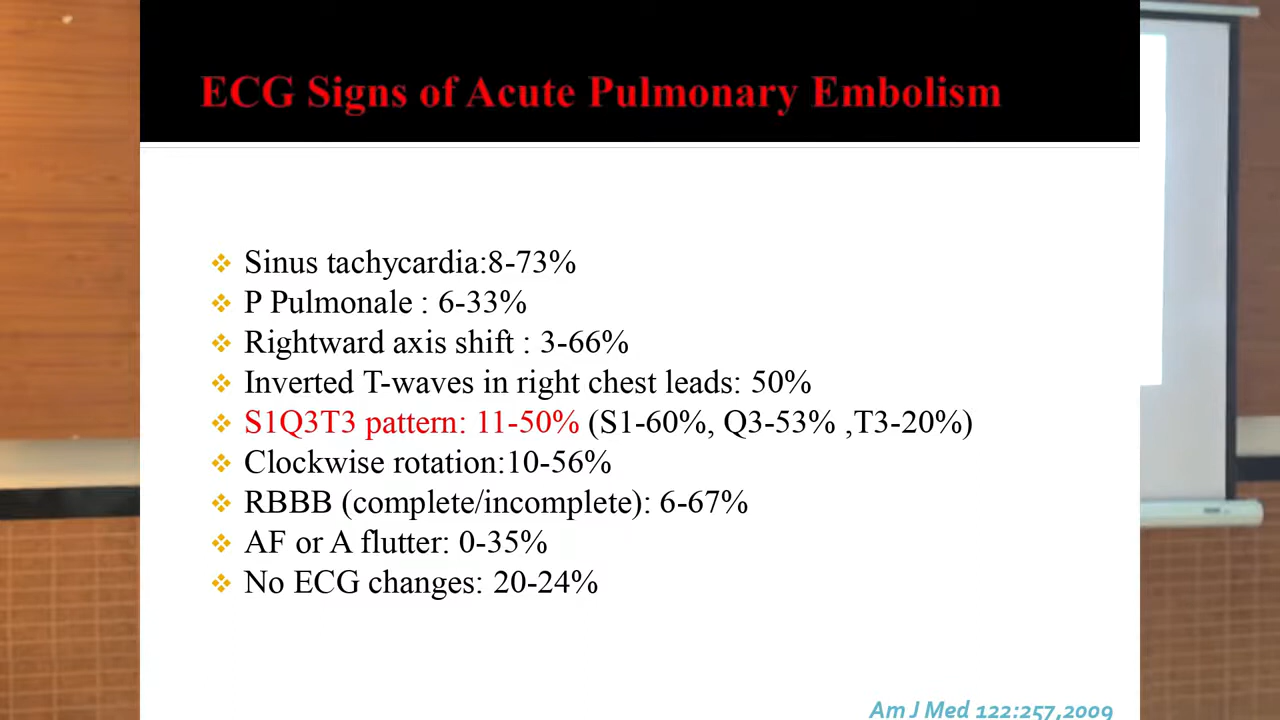 ECG Signs of Acute Pulmonary Embolism
Sinus tachycardia:8-73%
P Pulmonale : 6-33%
Rightward axis shift : 3-66%
Inverted T-waves in right chest leads: 50%
S1Q3T3 pattern: 11-50% (S1-60%, Q3-53% ,T3-20%)
Clockwise rotation:10-56%
RBBB (complete/incomplete): 6-67%
AF or A flutter: 0-35%
No ECG changes: 20-24%
Am J Med 122:257,2009